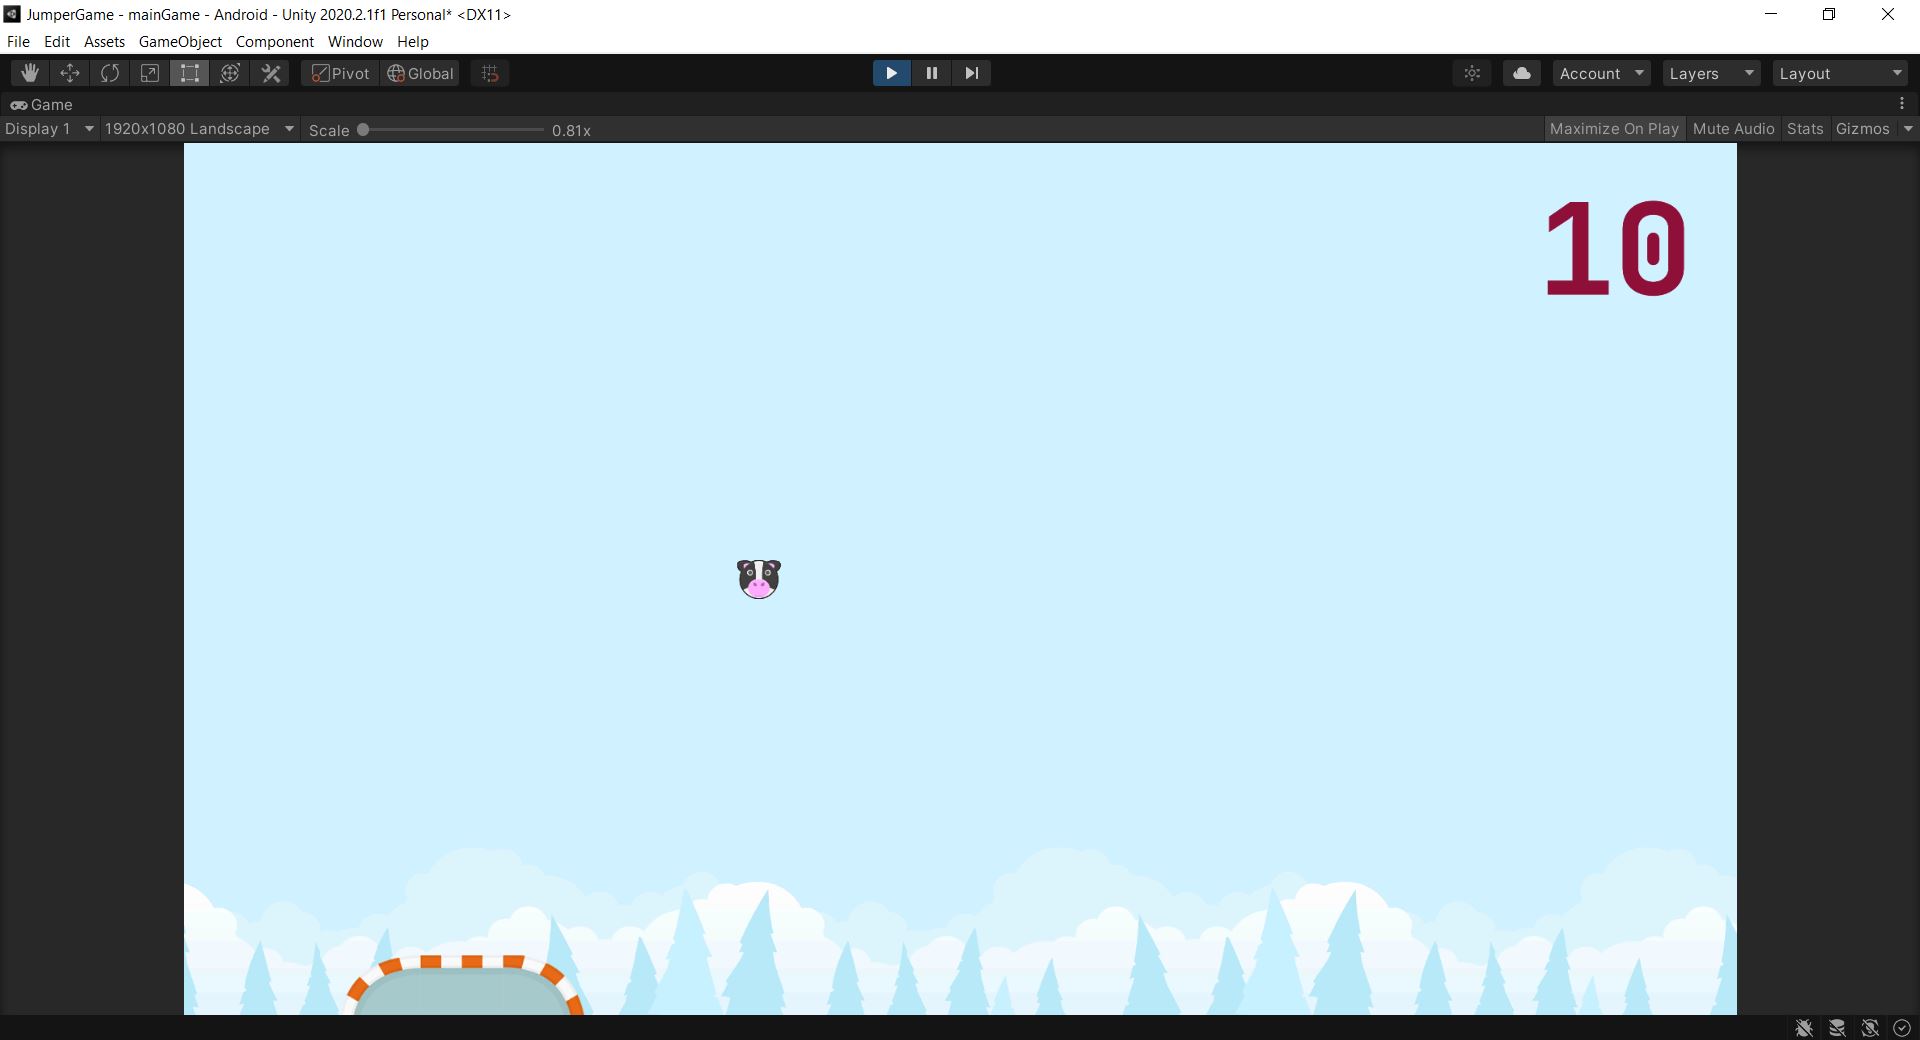 JumperGame - mainGame - Android - Unity 2020.2.1f1 Personal* <DX11>
File Edit Assets GameObject Component Window Help
Pivot Global Account Layers Layout
Game
Display 1 1920x1080 Landscape Scale 0.81x Maximize On Play Mute Audio Stats Gizmos
10